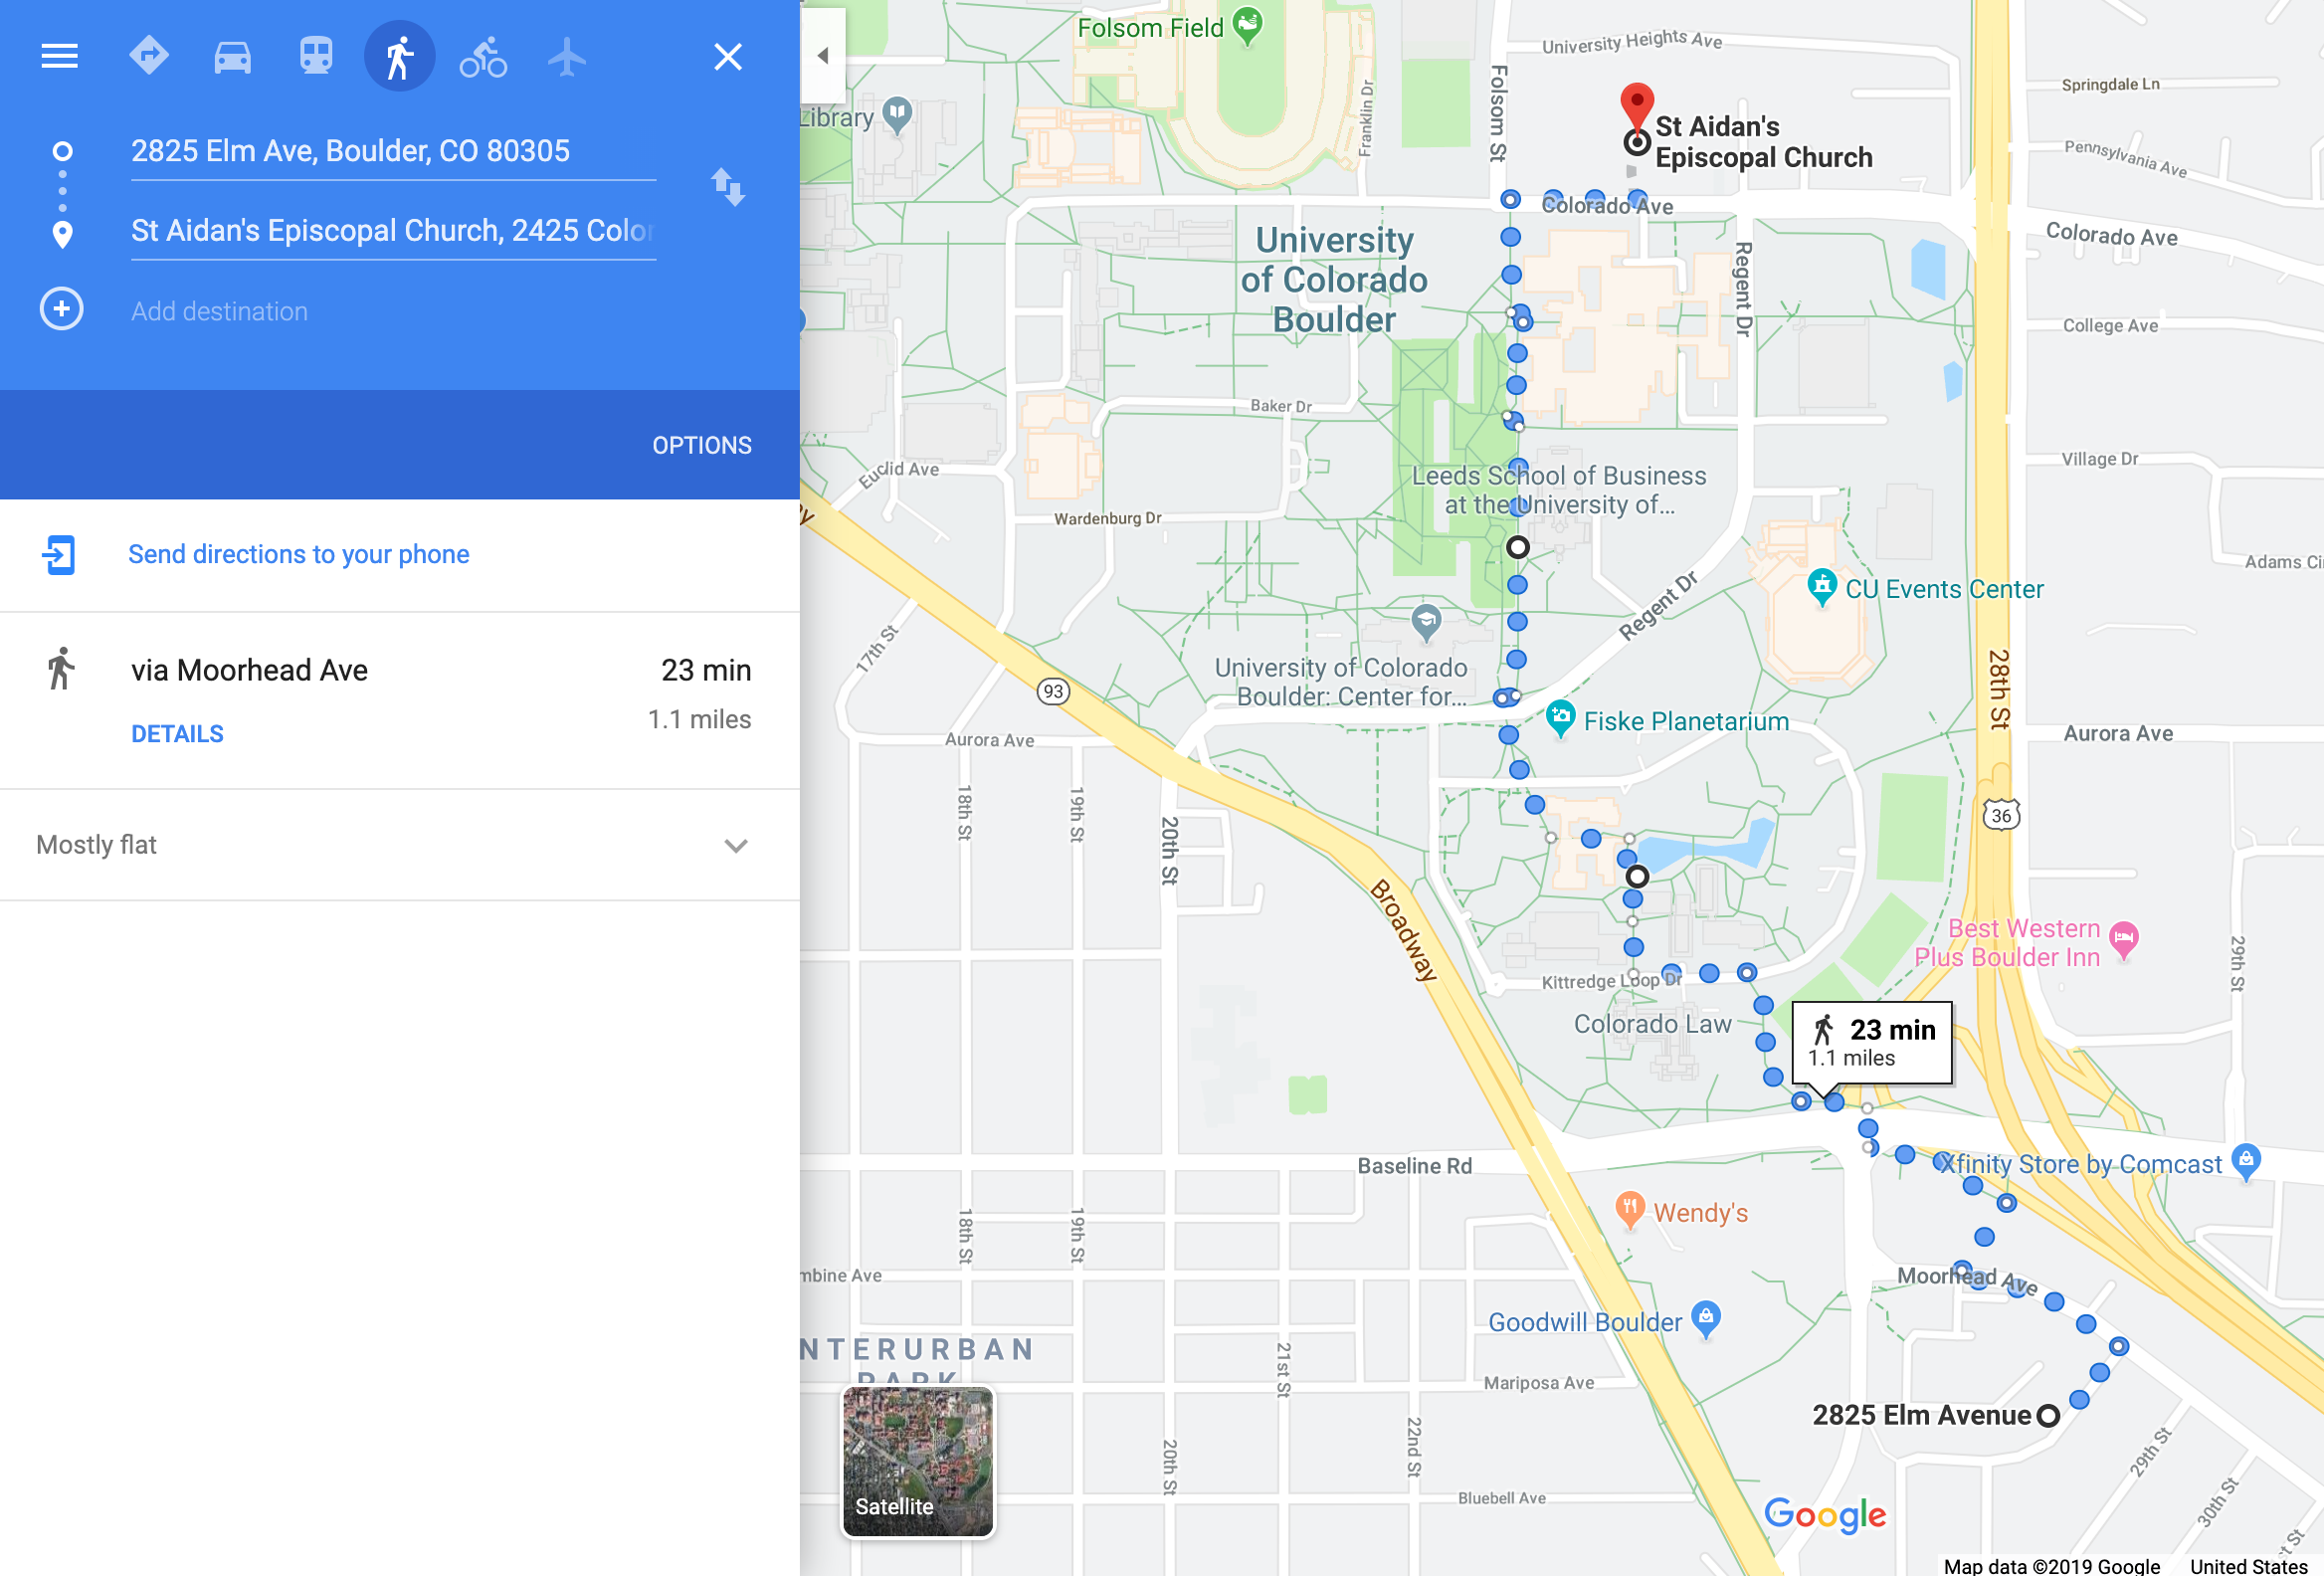 2825 Elm Ave, Boulder, CO 80305
St Aidan's Episcopal Church, 2425 Color
Add destination
OPTIONS
Send directions to your phone
via Moorhead Ave
23 min
1.1 miles
DETAILS
Mostly flat
Folsom Field
University Heights Ave
Springdale Ln
Library
Franklin Dr
Folsom St
St Aidan's
Episcopal Church
Pennsylvania Ave
Colorado Ave
Colorado Ave
University
of Colorado
Boulder
Regent Dr
College Ave
Baker Dr
Euclid Ave
Village Dr
Leeds School of Business
at the University of...
Wardenburg Dr
Adams Ci
CU Events Center
Regent Dr
17th St
University of Colorado
Boulder: Center for...
93
28th St
Fiske Planetarium
Aurora Ave
Aurora Ave
18th St
19th St
20th St
36
Broadway
Best Western
Plus Boulder Inn
29th St
Kittredge Loop Dr
Colorado Law
23 min
1.1 miles
Baseline Rd
Xfinity Store by Comcast
Wendy's
18th St
19th St
mbine Ave
Moorhead Ave
Goodwill Boulder
NTERURBAN
PARK
21st St
Mariposa Ave
2825 Elm Avenue
20th St
22nd St
29th St
30th St
st St
Bluebell Ave
Satellite
Google
Map data ©2019 Google
United States